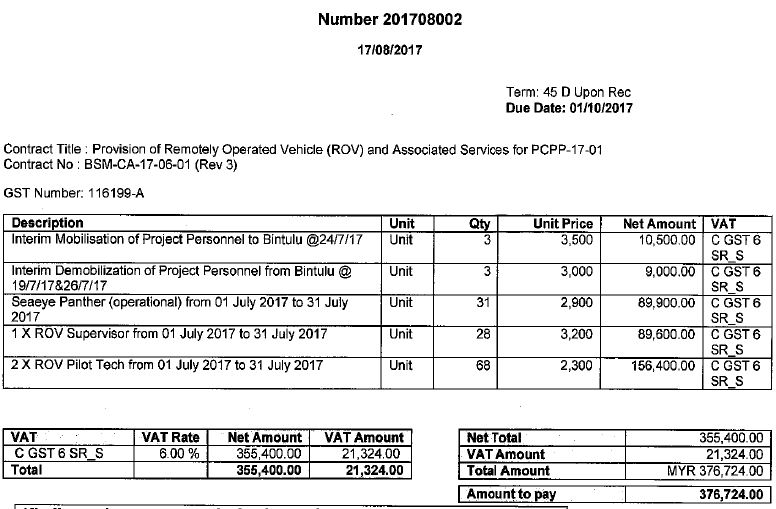 Number 201708002
17/08/2017
Term: 45 D Upon Rec
Due Date: 01/10/2017
Contract Title : Provision of Remotely Operated Vehicle (ROV) and Associated Services for PCPP-17-01
Contract No : BSM-CA-17-06-01 (Rev 3)
GST Number: 116199-A
Description Unit Qty Unit Price Net Amount VAT
Interim Mobilisation of Project Personnel to Bintulu @24/7/17 Unit 3 3,500 10,500.00 C GST 6
SR_S
Interim Demobilization of Project Personnel from Bintulu @ Unit 3 3,000 9,000.00 C GST 6
19/7/17&26/7/17 SR_S
Seaeye Panther (operational) from 01 July 2017 to 31 July Unit 31 2,900 89,900.00 C GST 6
2017 SR_S
1 X ROV Supervisor from 01 July 2017 to 31 July 2017 Unit 28 3,200 89,600.00 C GST 6
SR_S
2 X ROV Pilot Tech from 01 July 2017 to 31 July 2017 Unit 68 2,300 156,400.00 C GST 6
SR_S
VAT VAT Rate Net Amount VAT Amount
C GST 6 SR_S 6.00 % 355,400.00 21,324.00
Total 355,400.00 21,324.00
Net Total 355,400.00
VAT Amount 21,324.00
Total Amount MYR 376,724.00
Amount to pay 376,724.00